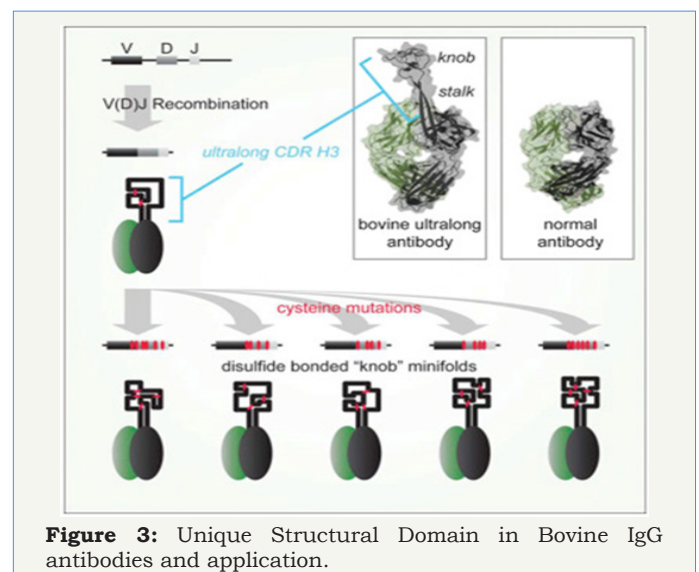 V D J
knob
stalk
V(D)J Recombination
ultralong CDR H3
bovine ultralong
antibody
normal
antibody
cysteine mutations
disfulfide bonded "knob" minifolds
Figure 3: Unique Structural Domain in Bovine IgG
antibodies and application.